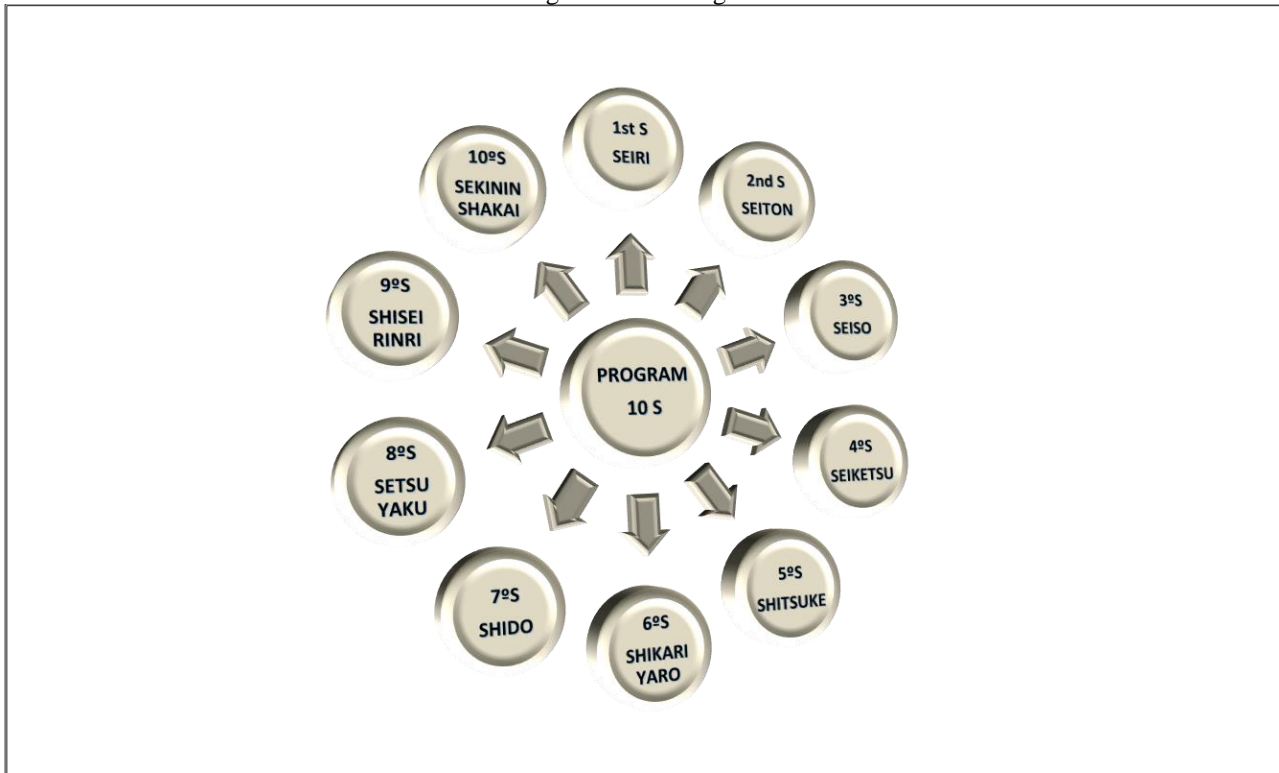 PROGRAM
10 S
1st S
SEIRI
2nd S
SEITON
3ºS
SEISO
4ºS
SEIKETSU
5ºS
SHITSUKE
6ºS
SHIKARI
YARO
7ºS
SHIDO
8ºS
SETSU
YAKU
9ºS
SHISEI
RINRI
10ºS
SEKININ
SHAKAI